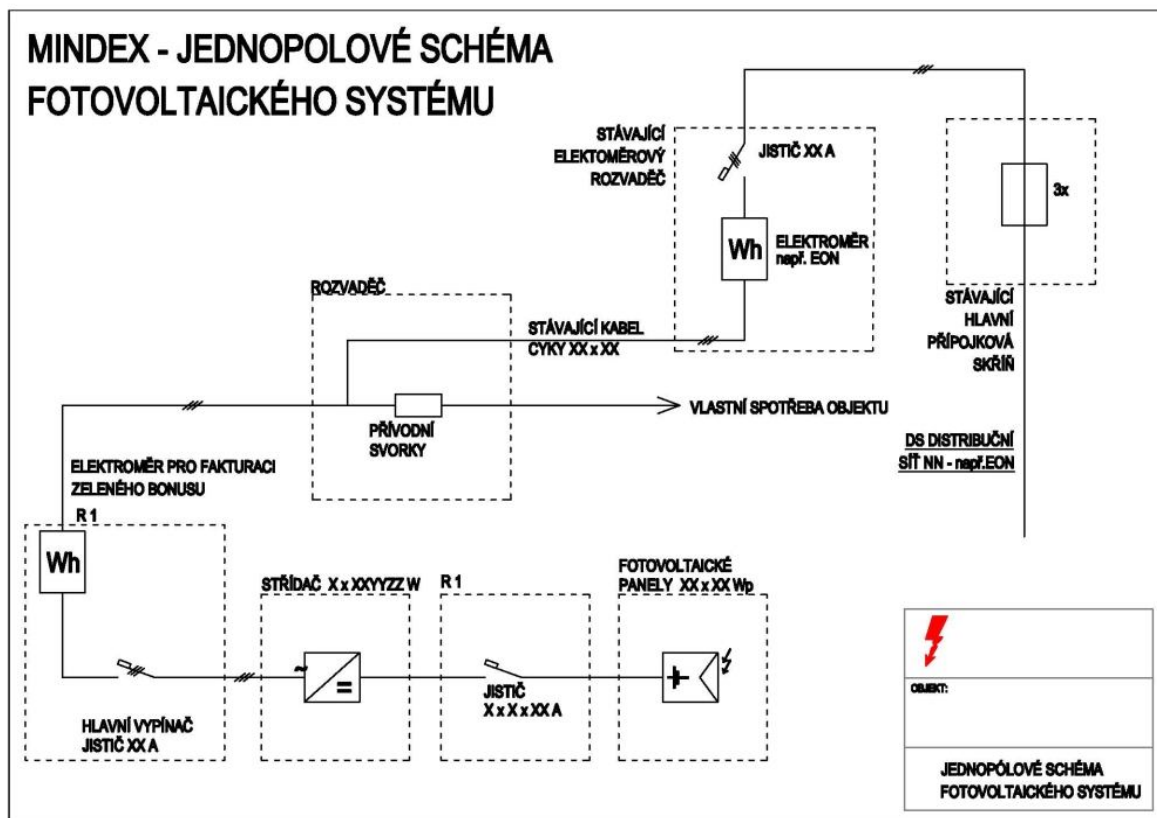 MINDEX - JEDNOPOLOVÉ SCHÉMA
FOTOVOLTAICKÉHO SYSTÉMU
STÁVAJÍCÍ
ELEKTOMĚROVÝ
ROZVADĚČ
JISTIČ XX A
3x
Wh
ELEKTROMĚR
např. EON
ROZVADĚČ
STÁVAJÍCÍ KABEL
CYKY XX x XX
STÁVAJÍCÍ
HLAVNÍ
PŘÍPOJKOVÁ
SKŘÍŇ
VLASTNÍ SPOTŘEBA OBJEKTU
PŘÍVODNÍ
SVORKY
DS DISTRIBUČNÍ
SÍŤ NN - např.EON
ELEKTROMĚR PRO FAKTURACI
ZELENÉHO BONUSU
R 1
Wh
STŘÍDAČ X x XXYYZZ W
R 1
FOTOVOLTAICKÉ
PANELY XX x XX Wp
~
=
JISTIČ
X x X x XX A
HLAVNÍ VYPÍNAČ
JISTIČ XX A
OBJEKT:
JEDNOPÓLOVÉ SCHÉMA
FOTOVOLTAICKÉHO SYSTÉMU